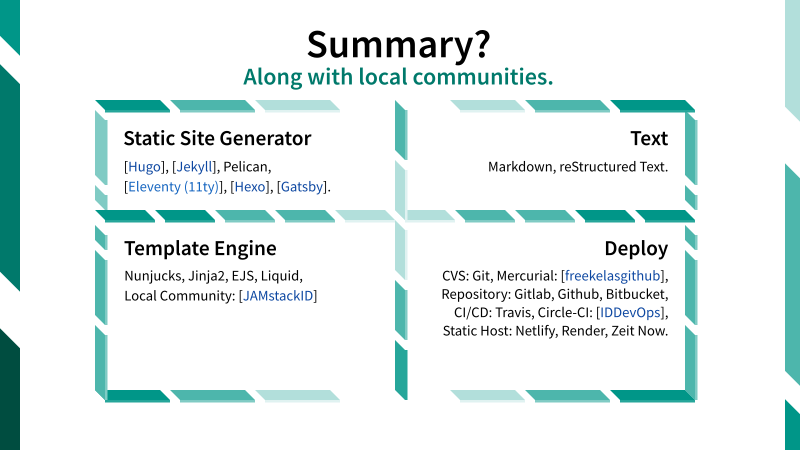 Summary?
Along with local communities.
Static Site Generator
[Hugo], [Jekyll], Pelican,
[Eleventy (11ty)], [Hexo], [Gatsby].
Text
Markdown, reStructured Text.
Template Engine
Nunjucks, Jinja2, EJS, Liquid,
Local Community: [JAMstackID]
Deploy
CVS: Git, Mercurial: [freekelasgithub],
Repository: Gitlab, Github, Bitbucket,
CI/CD: Travis, Circle-CI: [IDDevOps],
Static Host: Netlify, Render, Zeit Now.